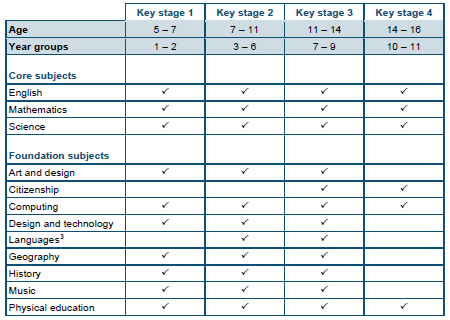 Key stage 1 Key stage 2 Key stage 3 Key stage 4
Age 5 – 7 7 – 11 11 – 14 14 – 16
Year groups 1 – 2 3 – 6 7 – 9 10 – 11
Core subjects
English ✓ ✓ ✓ ✓
Mathematics ✓ ✓ ✓ ✓
Science ✓ ✓ ✓ ✓
Foundation subjects
Art and design ✓ ✓ ✓
Citizenship ✓ ✓
Computing ✓ ✓ ✓ ✓
Design and technology ✓ ✓ ✓
Languages³ ✓ ✓
Geography ✓ ✓ ✓
History ✓ ✓ ✓
Music ✓ ✓ ✓
Physical education ✓ ✓ ✓ ✓